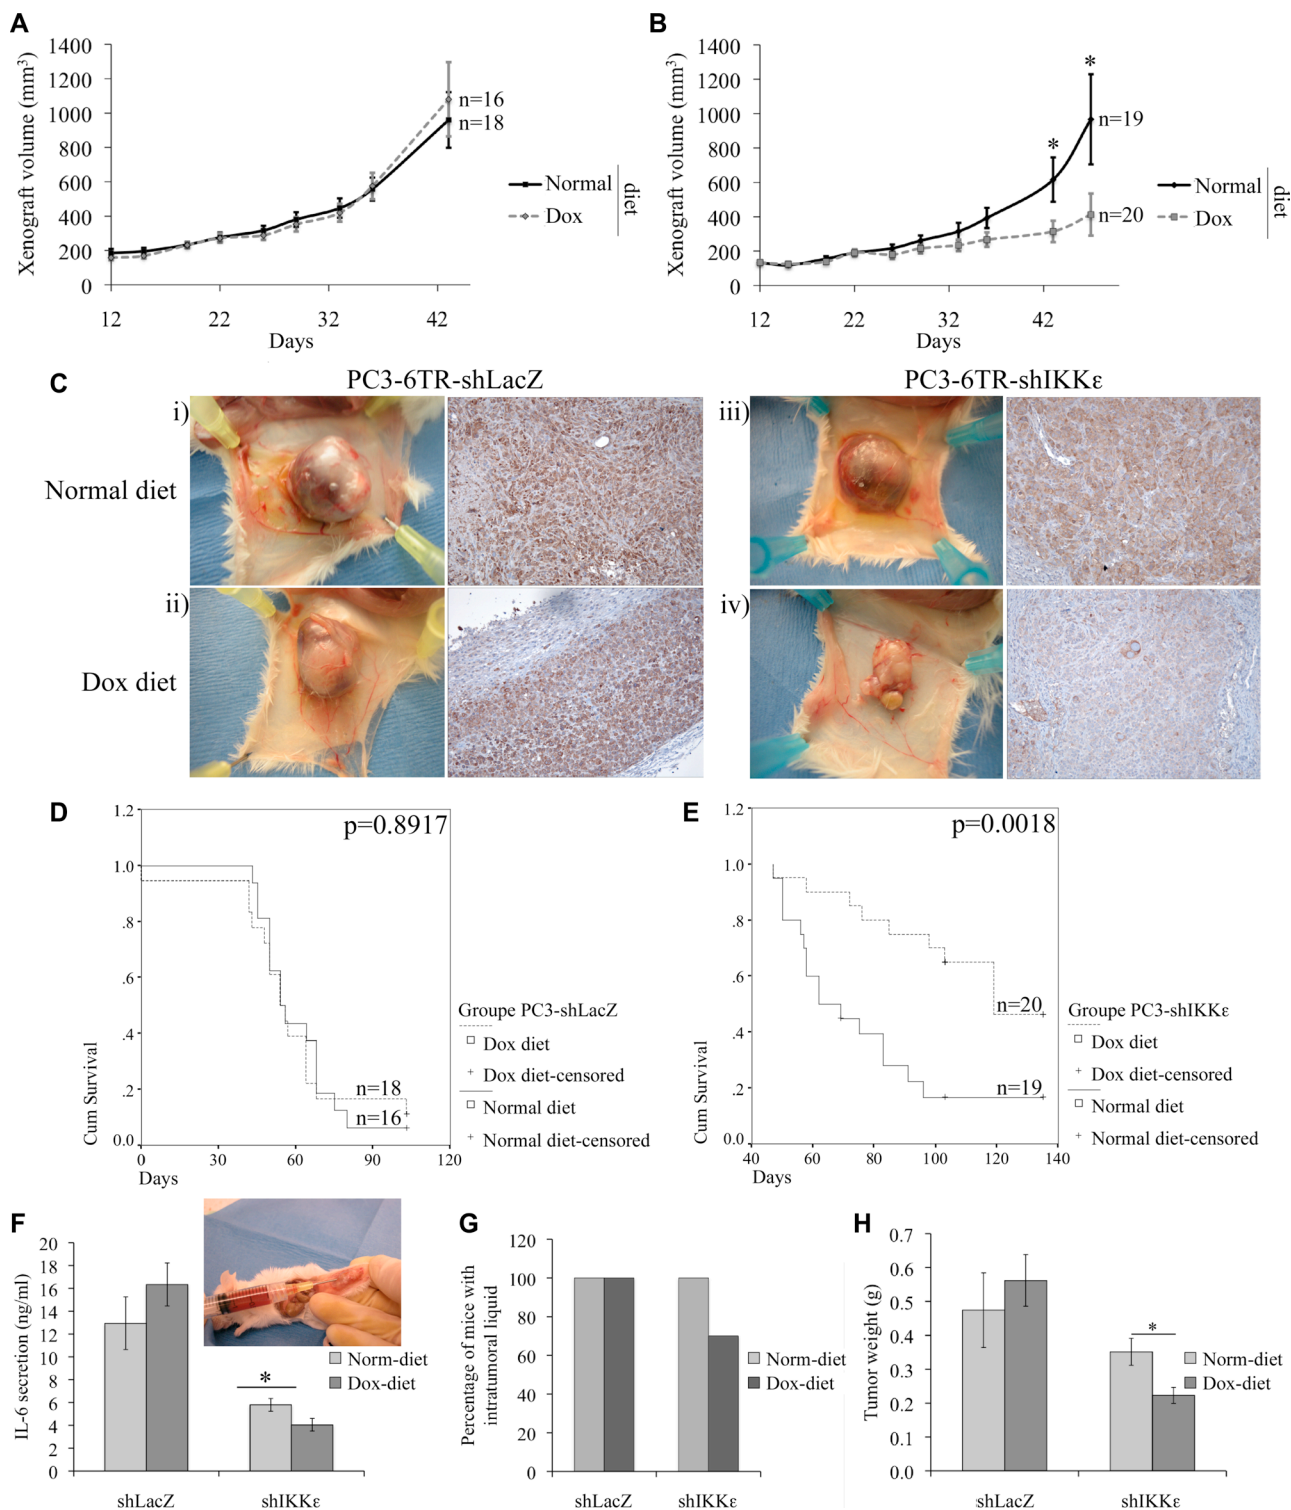 A
1400
1200
1000
800
600
400
200
0
Xenograft volume (mm³)
12 22 32 42
Days
n=16
n=18
Normal
Dox
diet
B
1400
1200
1000
800
600
400
200
0
Xenograft volume (mm³)
12 22 32 42
Days
*
*
n=19
n=20
Normal
Dox
diet
C
PC3-6TR-shLacZ
PC3-6TR-shIKKε
i)
iii)
Normal diet
ii)
iv)
Dox diet
D
1.2
1.0
.8
.6
.4
.2
0.0
Cum Survival
0 30 60 90 120
Days
p=0.8917
n=18
n=16
Groupe PC3-shLacZ
Dox diet
+ Dox diet-censored
Normal diet
+ Normal diet-censored
E
1.2
1.0
.8
.6
.4
.2
0.0
Cum Survival
40 60 80 100 120 140
Days
p=0.0018
n=20
n=19
Groupe PC3-shIKKε
Dox diet
+ Dox diet-censored
Normal diet
+ Normal diet-censored
F
20
18
16
14
12
10
8
6
4
2
0
IL-6 secretion (ng/ml)
*
shLacZ shIKKε
Norm-diet
Dox-diet
G
120
100
80
60
40
20
0
Percentage of mice with
intratumoral liquid
shLacZ shIKKε
Norm-diet
Dox-diet
H
0.7
0.6
0.5
0.4
0.3
0.2
0.1
0.0
Tumor weight (g)
*
shLacZ shIKKε
Norm-diet
Dox-diet